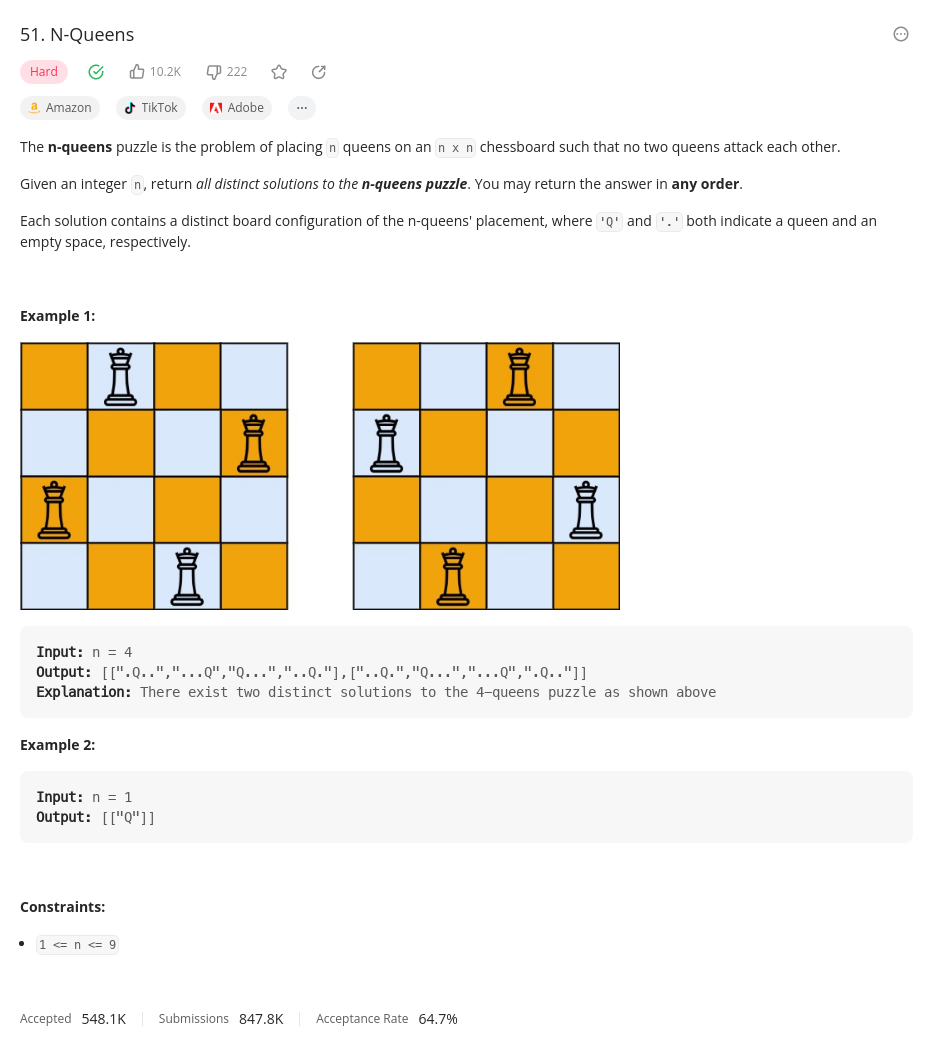 51. N-Queens
Hard 10.2K 222
Amazon TikTok Adobe ...
The n-queens puzzle is the problem of placing n queens on an n x n chessboard such that no two queens attack each other.
Given an integer n, return all distinct solutions to the n-queens puzzle. You may return the answer in any order.
Each solution contains a distinct board configuration of the n-queens' placement, where 'Q' and '.' both indicate a queen and an
empty space, respectively.
Example 1:
Input: n = 4
Output: [[".Q..","...Q","Q...","..Q."],["..Q.","Q...","...Q",".Q.."]]
Explanation: There exist two distinct solutions to the 4-queens puzzle as shown above
Example 2:
Input: n = 1
Output: [["Q"]]
Constraints:
• 1 <= n <= 9
Accepted 548.1K Submissions 847.8K Acceptance Rate 64.7%